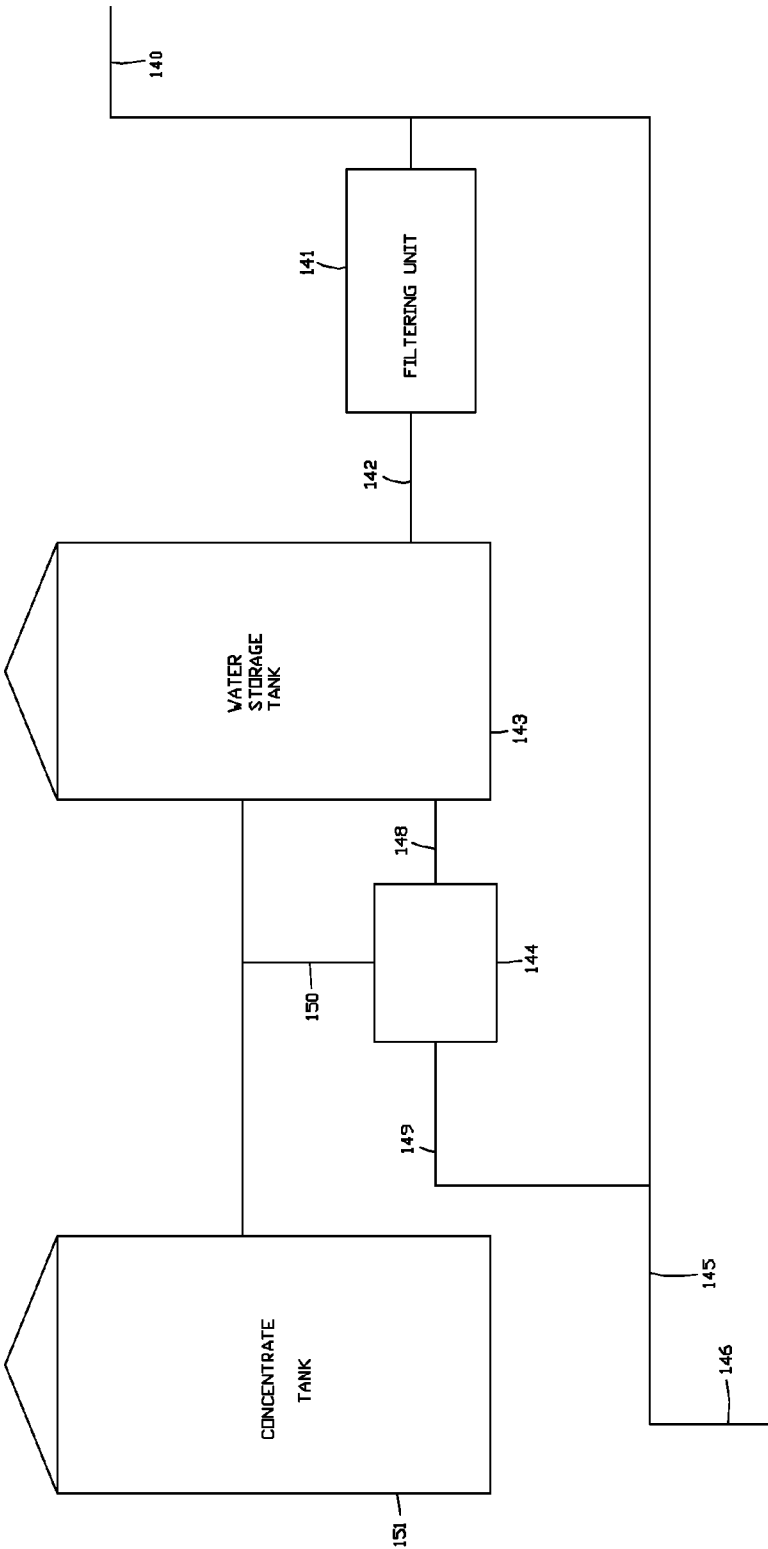 140
141
FILTERING UNIT
142
WATER
STORAGE
TANK
143
148
144
150
149
145
146
CONCENTRATE
TANK
151